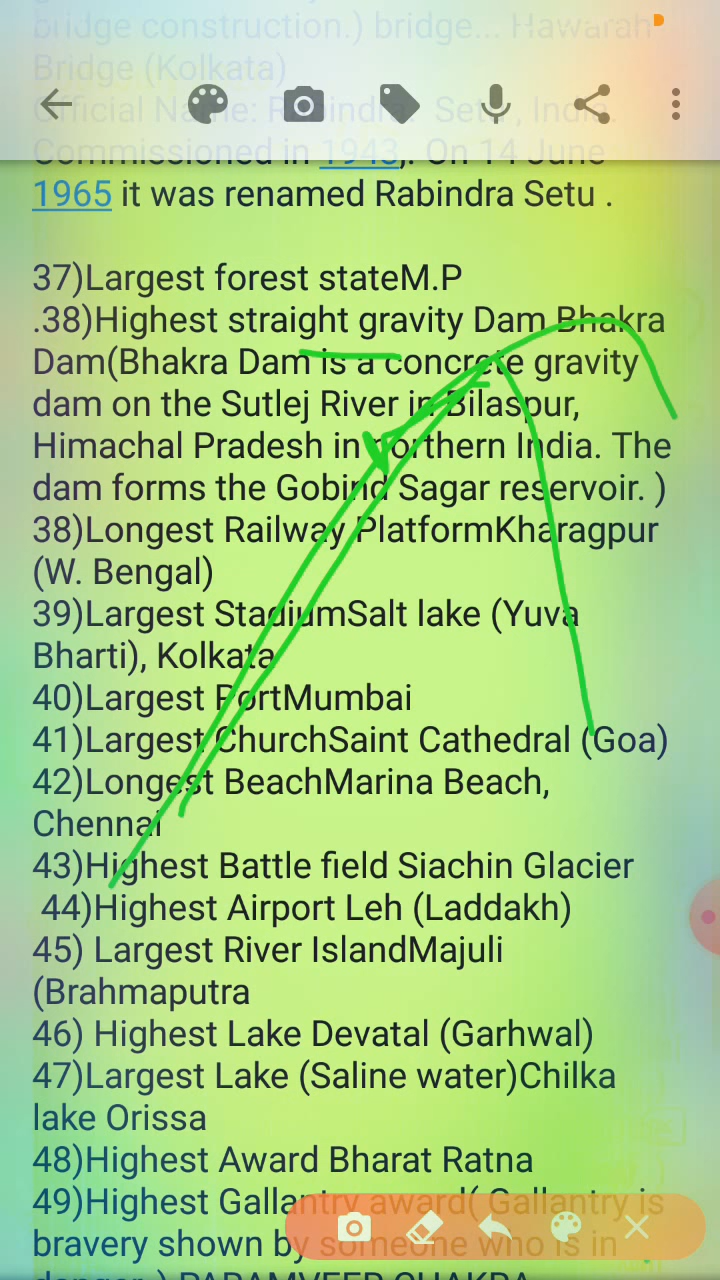 bridge construction.) bridge... Hawarah
Bridge (Kolkata)
Official Name: Rabindra Setu, India.
Commissioned in 1943,. On 14 June
1965 it was renamed Rabindra Setu .
37)Largest forest stateM.P
.38)Highest straight gravity Dam Bhakra
Dam(Bhakra Dam is a concrete gravity
dam on the Sutlej River in Bilaspur,
Himachal Pradesh in northern India. The
dam forms the Gobind Sagar reservoir. )
38)Longest Railway PlatformKharagpur
(W. Bengal)
39)Largest StadiumSalt lake (Yuva
Bharti), Kolkata
40)Largest PortMumbai
41)Largest ChurchSaint Cathedral (Goa)
42)Longest BeachMarina Beach,
Chennai
43)Highest Battle field Siachin Glacier
44)Highest Airport Leh (Laddakh)
45) Largest River IslandMajuli
(Brahmaputra
46) Highest Lake Devatal (Garhwal)
47)Largest Lake (Saline water)Chilka
lake Orissa
48)Highest Award Bharat Ratna
49)Highest Gallantry award( Gallantry is
bravery shown by someone who is in
danger.) PARAMVEER CHAKRA